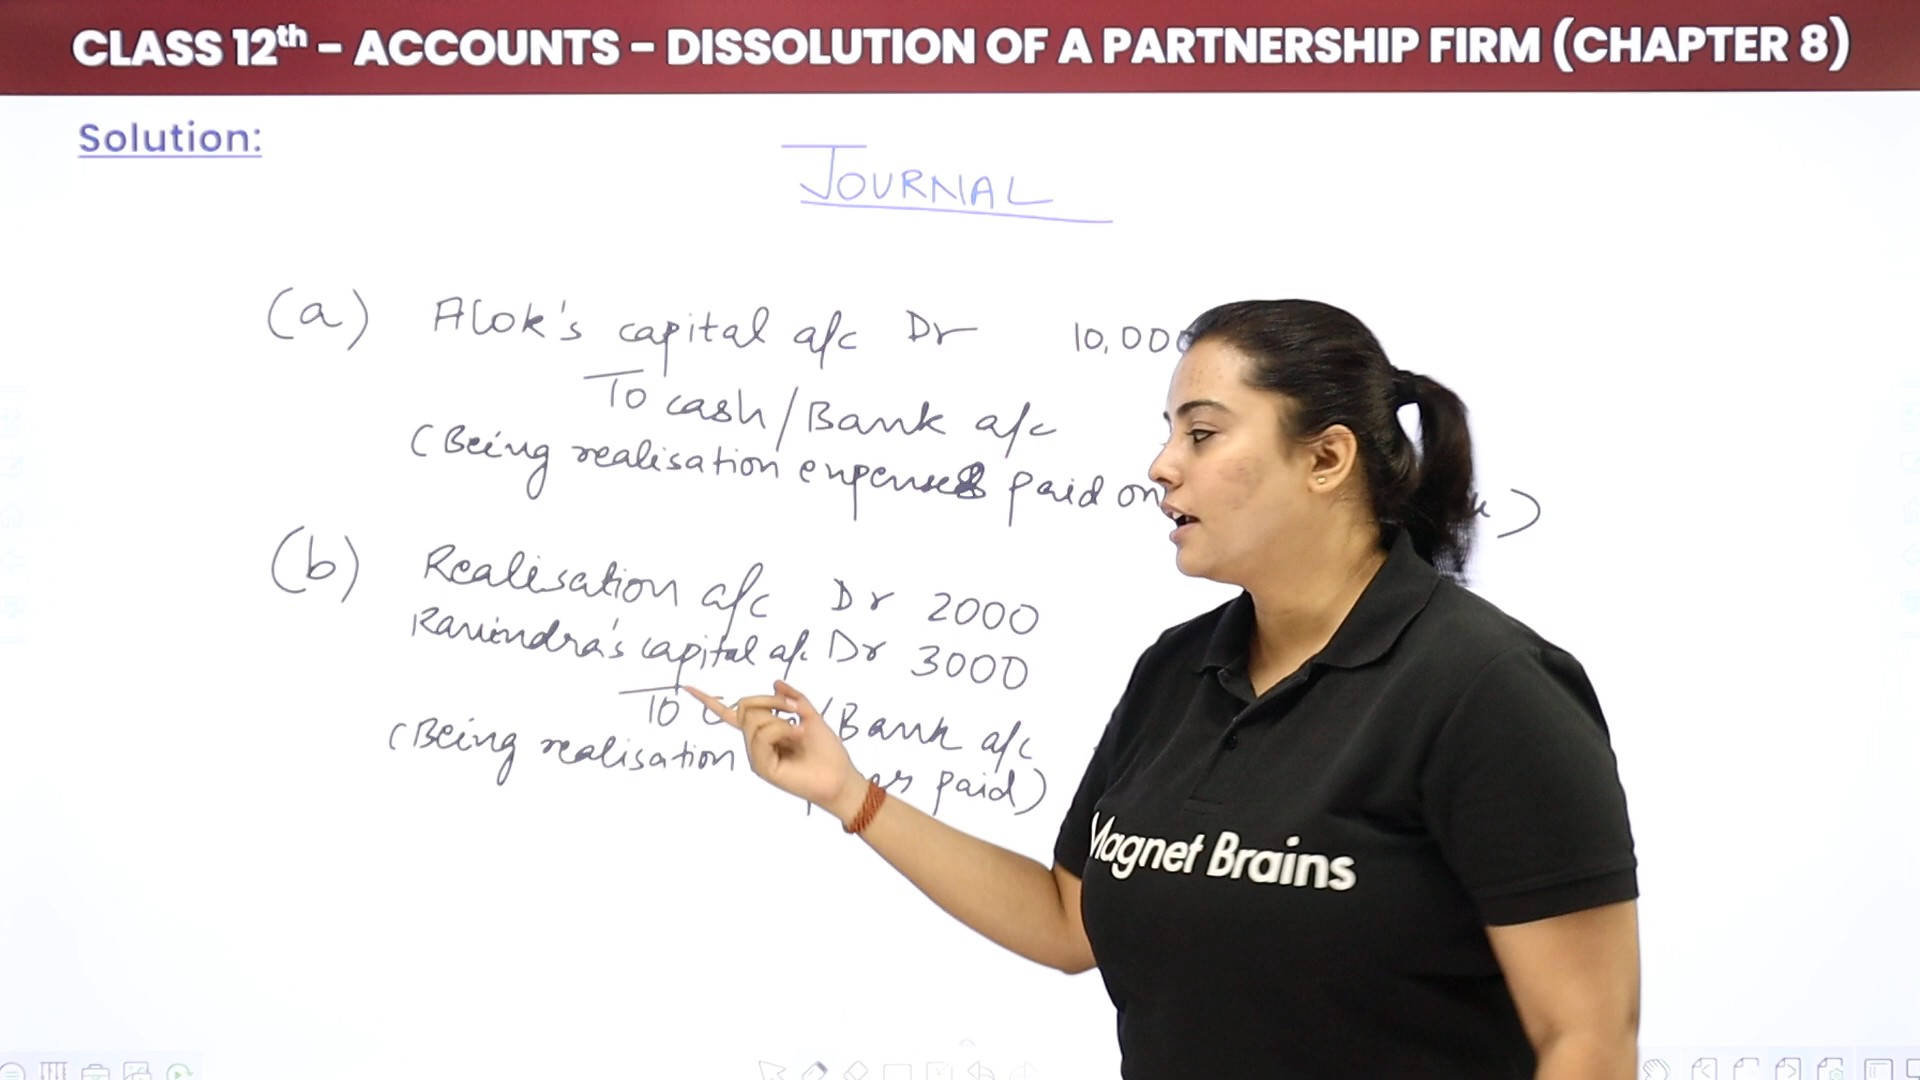 CLASS 12th - ACCOUNTS - DISSOLUTION OF A PARTNERSHIP FIRM (CHAPTER 8)
Solution:
JOURNAL
(a) Alok's capital a/c Dr 10,000
To cash/Bank a/c
(Being realisation expenses paid on
(b) Realisation a/c Dr 2000
Ravindra's capital a/c Dr 3000
To /Bank a/c
(Being realisation paid)
Magnet Brains